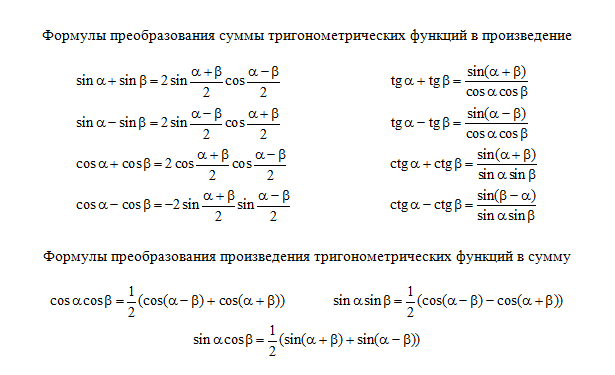 Формулы преобразования суммы тригонометрических функций в произведение
sin α + sin β = 2 sin (α + β)/2 cos (α − β)/2    tg α + tg β = sin(α + β)/(cos α cos β)
sin α − sin β = 2 sin (α − β)/2 cos (α + β)/2    tg α − tg β = sin(α − β)/(cos α cos β)
cos α + cos β = 2 cos (α + β)/2 cos (α − β)/2    ctg α + ctg β = sin(α + β)/(sin α sin β)
cos α − cos β = −2 sin (α + β)/2 sin (α − β)/2    ctg α − ctg β = sin(β − α)/(sin α sin β)
Формулы преобразования произведения тригонометрических функций в сумму
cos α cos β = 1/2 (cos(α − β) + cos(α + β))    sin α sin β = 1/2 (cos(α − β) − cos(α + β))
sin α cos β = 1/2 (sin(α + β) + sin(α − β))